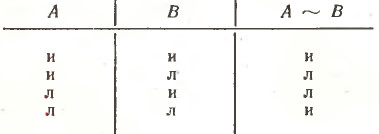 A B A ~ B
и и и
и л л
л и л
л л и